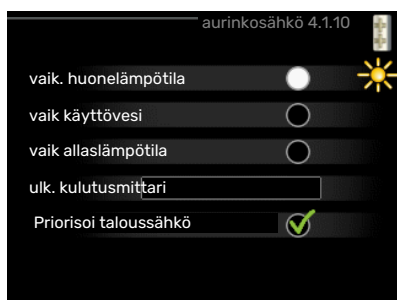 aurinkosähkö 4.1.10
vaik. huonelämpötila
vaik käyttövesi
vaik allaslämpötila
ulk. kulutusmittari
Priorisoi taloussähkö